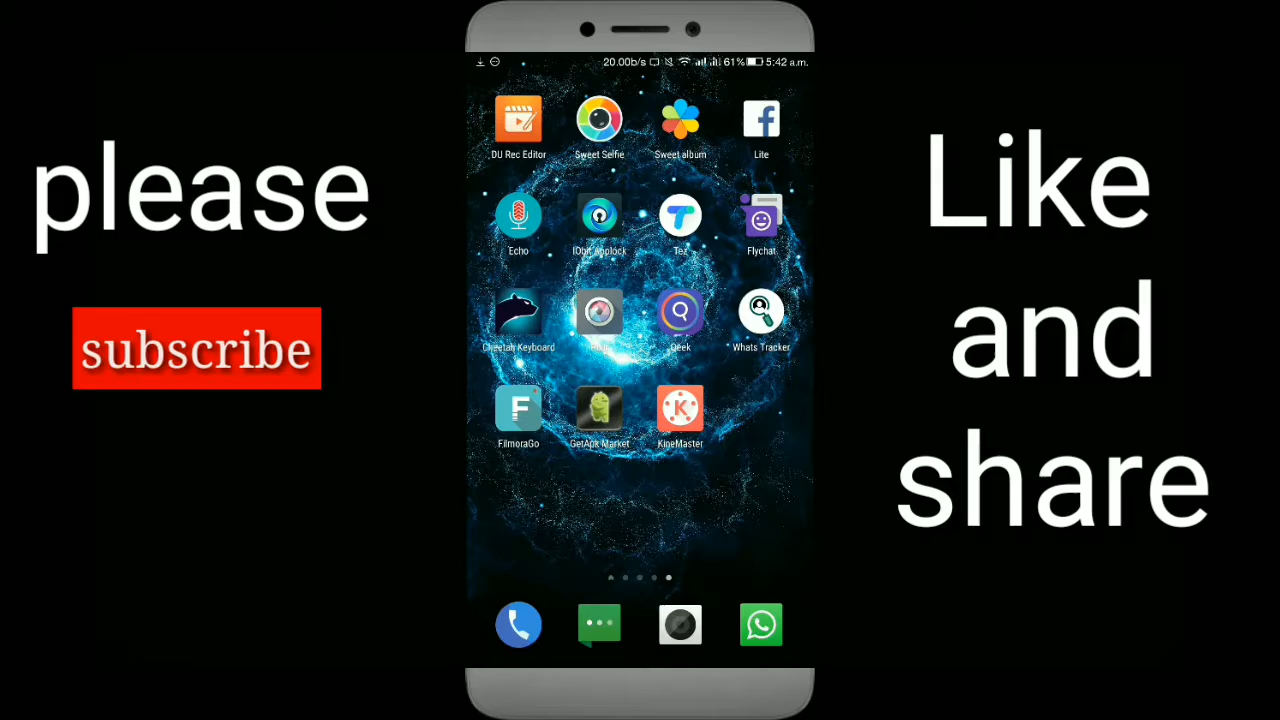 20.00b/s 61% 5:42 a.m.
please
subscribe
Like
and
share
DU Rec Editor Sweet Selfie Sweet album Lite
Echo IObit Applock Tez Flychat
Cheetah Keyboard Qeek Whats Tracker
FilmoraGo GetApk Market KineMaster